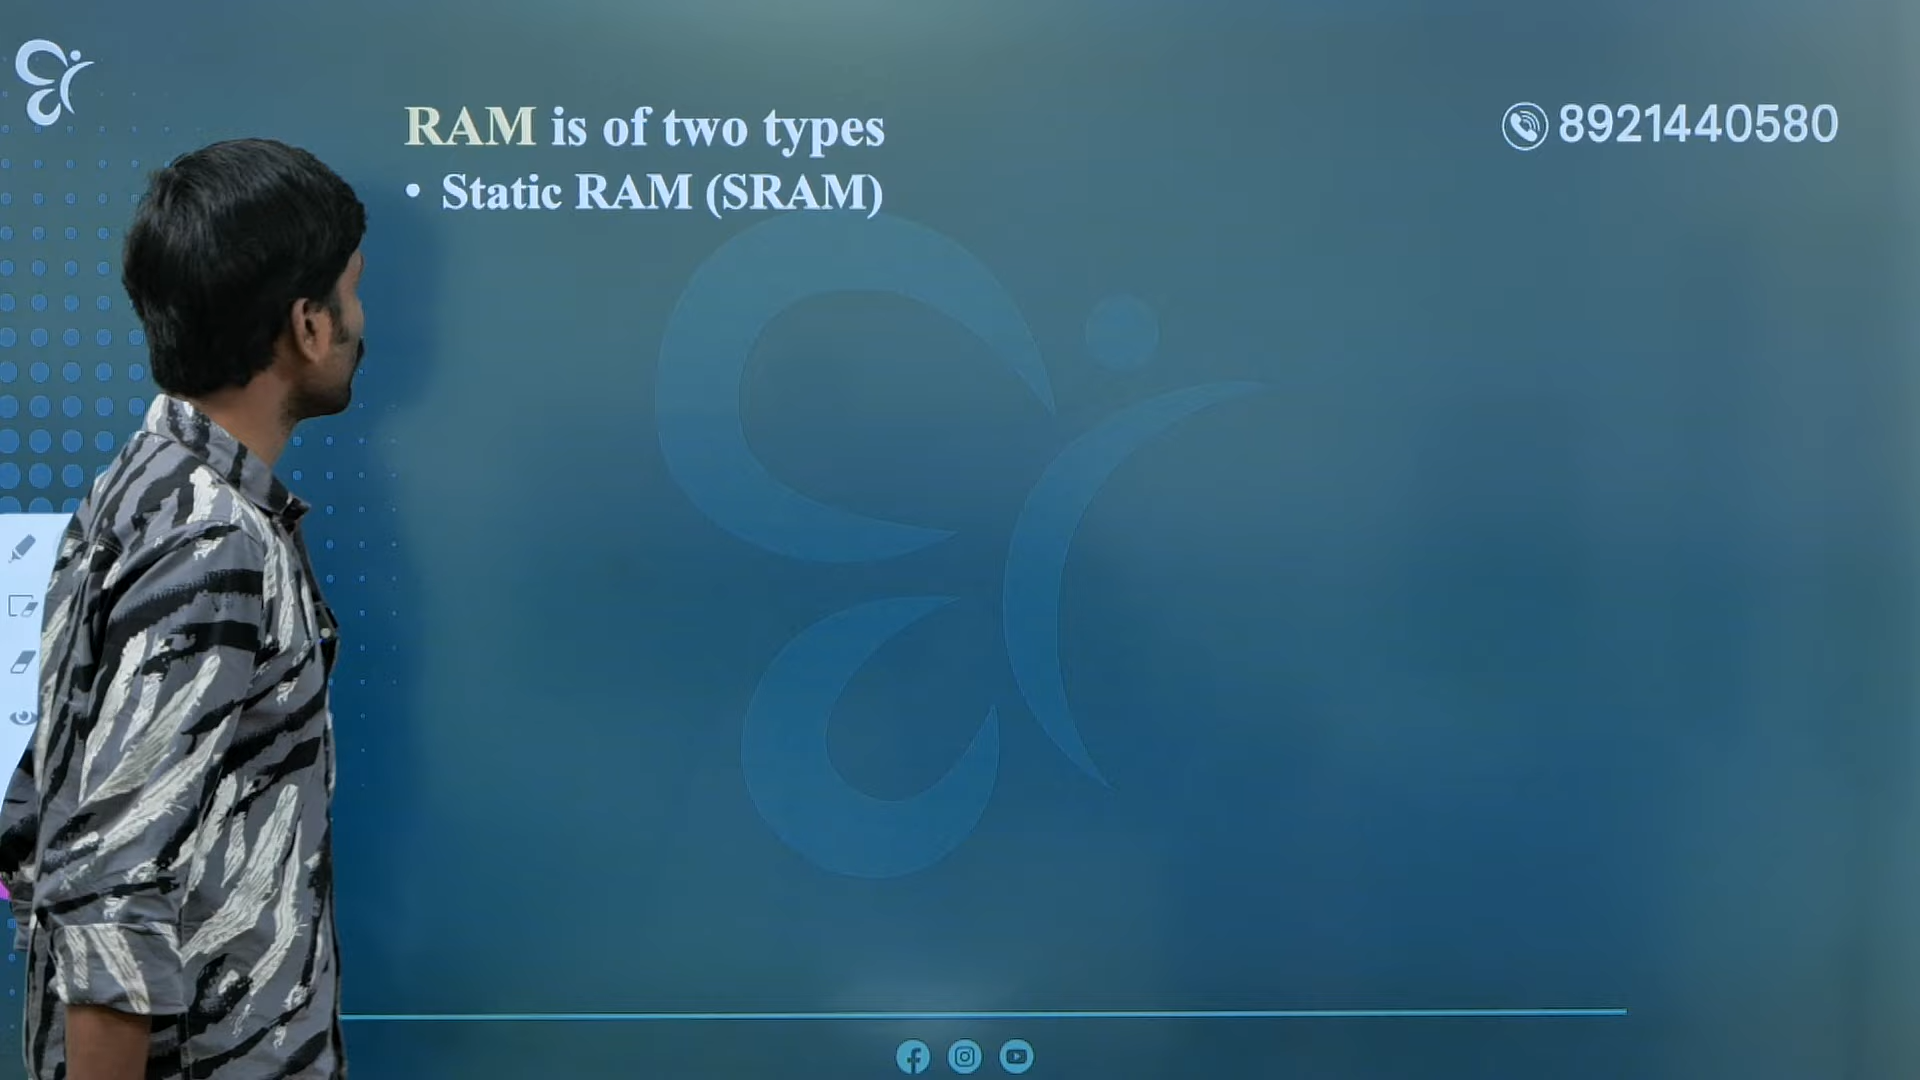 RAM is of two types
• Static RAM (SRAM)
8921440580